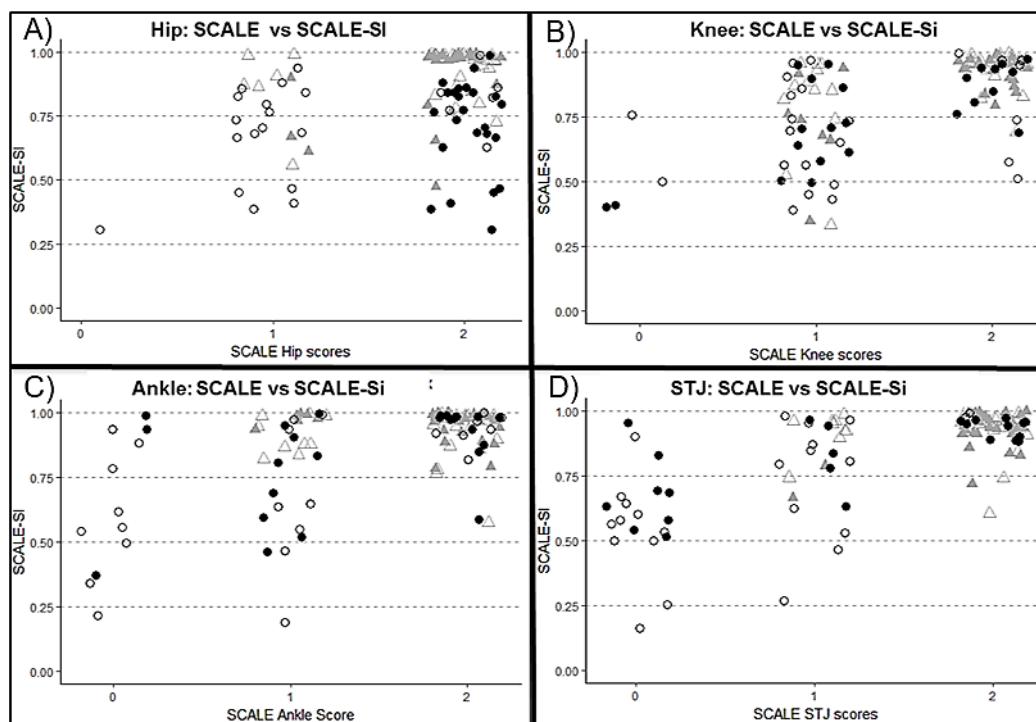 A) Hip: SCALE vs SCALE-SI
1.00
0.75
0.50
0.25
0.00
SCALE-SI
0 1 2
SCALE Hip scores
B) Knee: SCALE vs SCALE-Si
1.00
0.75
0.50
0.25
0.00
SCALE-SI
0 1 2
SCALE Knee scores
C) Ankle: SCALE vs SCALE-Si :
1.00
0.75
0.50
0.25
0.00
SCALE-SI
0 1 2
SCALE Ankle Score
D) STJ: SCALE vs SCALE-Si
1.00
0.75
0.50
0.25
0.00
SCALE-SI
0 1 2
SCALE STJ scores